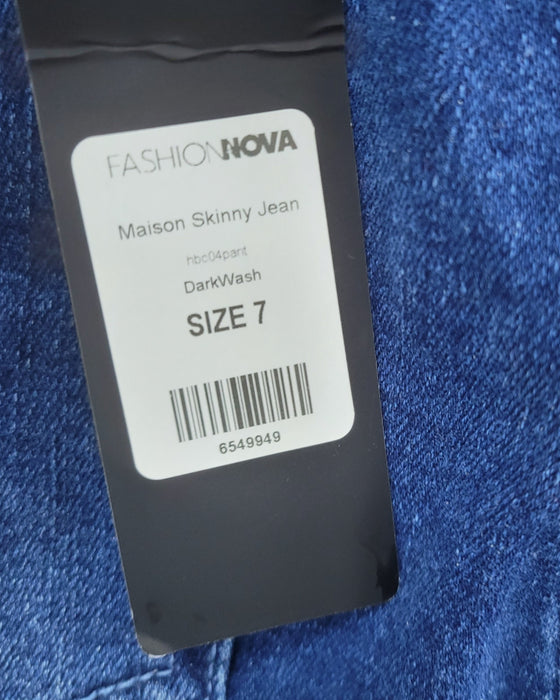 FASHIONNOVA
Maison Skinny Jean
hbc04pant
DarkWash
SIZE 7
6549949